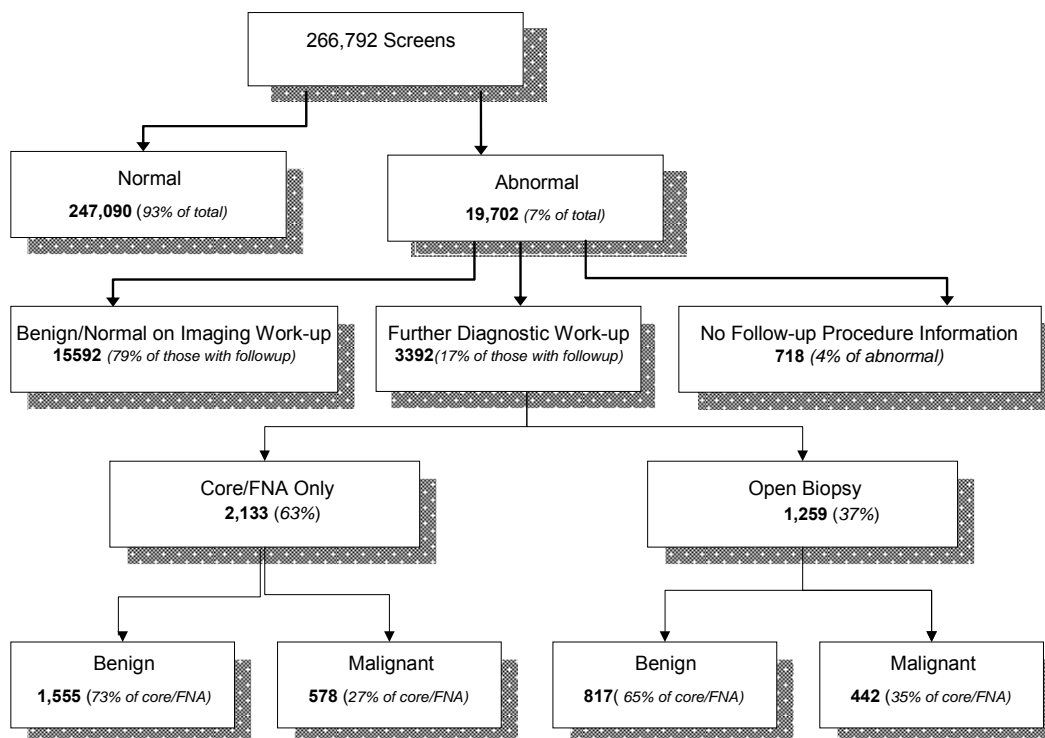 266,792 Screens
Normal
247,090 (93% of total)
Abnormal
19,702 (7% of total)
Benign/Normal on Imaging Work-up
15592 (79% of those with followup)
Further Diagnostic Work-up
3392(17% of those with followup)
No Follow-up Procedure Information
718 (4% of abnormal)
Core/FNA Only
2,133 (63%)
Open Biopsy
1,259 (37%)
Benign
1,555 (73% of core/FNA)
Malignant
578 (27% of core/FNA)
Benign
817( 65% of core/FNA)
Malignant
442 (35% of core/FNA)